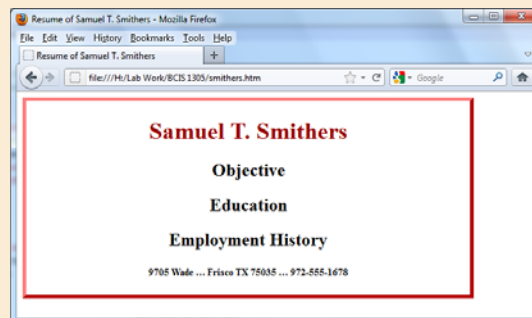 Resume of Samuel T. Smithers - Mozilla Firefox
File Edit View History Bookmarks Tools Help
Resume of Samuel T. Smithers +
file:///H:/Lab Work/BCIS 1305/smithers.htm Google
Samuel T. Smithers
Objective
Education
Employment History
9705 Wade ... Frisco TX 75035 ... 972-555-1678